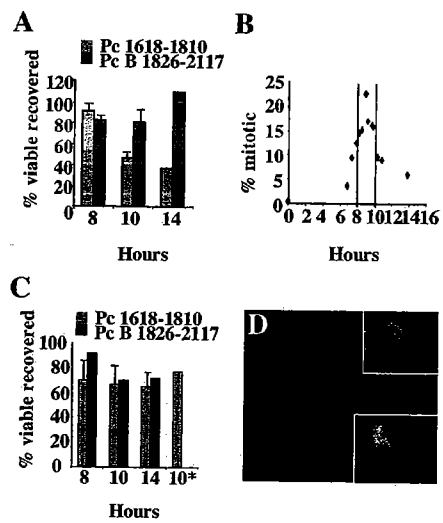 A
Pc 1618-1810
Pc B 1826-2117
% viable recovered
120
100
80
60
40
20
0
8 10 14
Hours
B
% mitotic
25
20
15
10
5
0
0 2 4 6 8 10 12 14 16
Hours
C
Pc 1618-1810
Pc B 1826-2117
% viable recovered
100
80
60
40
20
0
8 10 14 10*
Hours
D